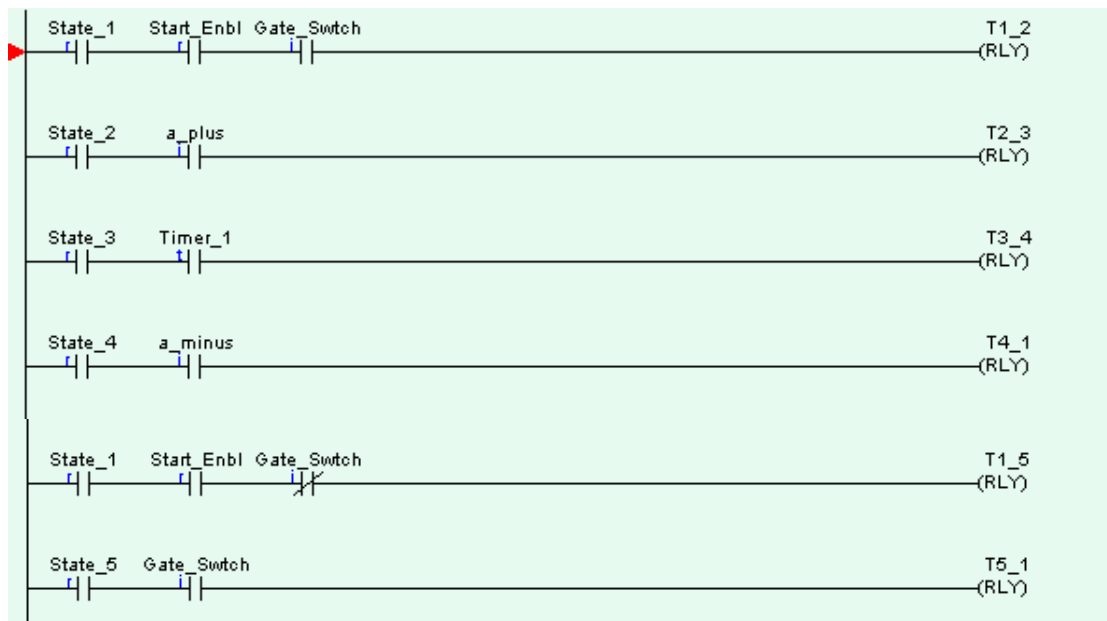 State_1 Start_Enbl Gate_Swtch T1_2
r r i (RLY)
State_2 a_plus T2_3
r i (RLY)
State_3 Timer_1 T3_4
r t (RLY)
State_4 a_minus T4_1
r i (RLY)
State_1 Start_Enbl Gate_Swtch T1_5
r r i (RLY)
State_5 Gate_Swtch T5_1
r i (RLY)